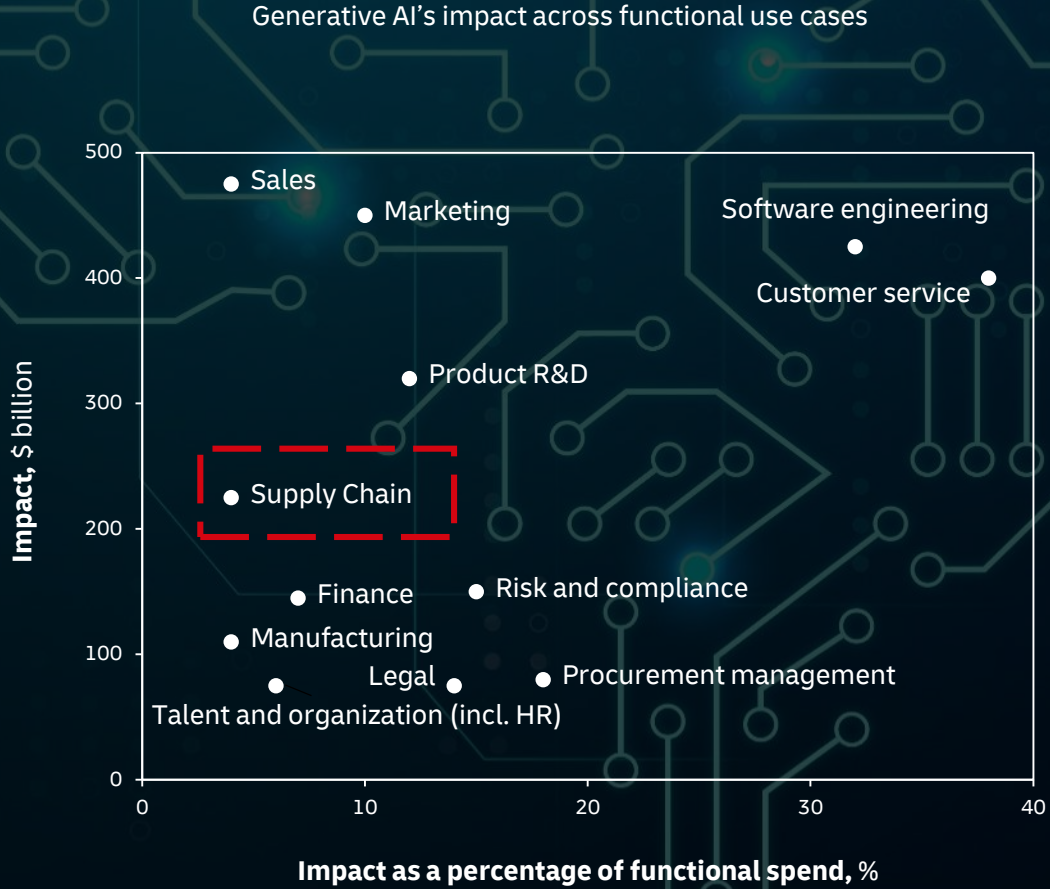 Generative AI’s impact across functional use cases
500
Sales
Marketing
Software engineering
400
Customer service
Product R&D
300
Impact, $ billion
Supply Chain
200
Finance
Risk and compliance
Manufacturing
100
Legal
Procurement management
Talent and organization (incl. HR)
0
0 10 20 30 40
Impact as a percentage of functional spend, %